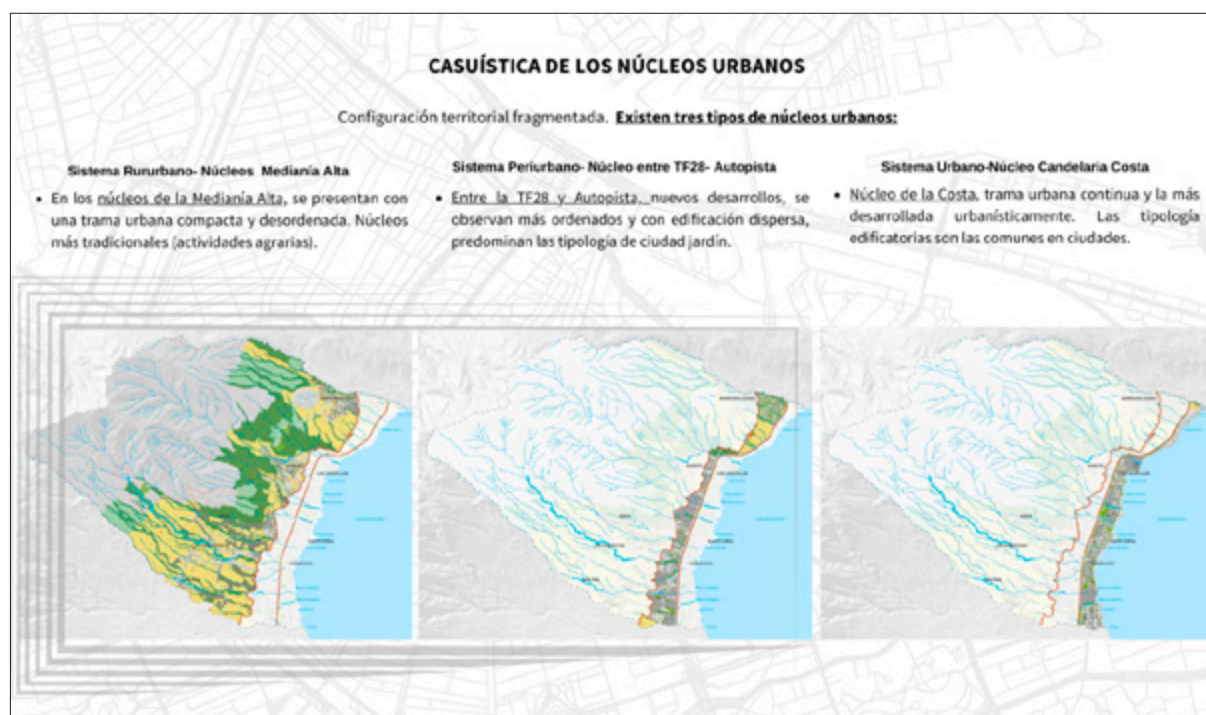 CASUÍSTICA DE LOS NÚCLEOS URBANOS
Configuración territorial fragmentada. Existen tres tipos de núcleos urbanos:
Sistema Rururbano- Núcleos Medianía Alta
• En los núcleos de la Medianía Alta, se presentan con
una trama urbana compacta y desordenada. Núcleos
más tradicionales (actividades agrarias).
Sistema Periurbano- Núcleo entre TF28- Autopista
• Entre la TF28 y Autopista, nuevos desarrollos, se
observan más ordenados y con edificación dispersa,
predominan las tipología de ciudad jardín.
Sistema Urbano-Núcleo Candelaria Costa
• Núcleo de la Costa, trama urbana continua y la más
desarrollada urbanísticamente. Las tipología
edificatorias son las comunes en ciudades.